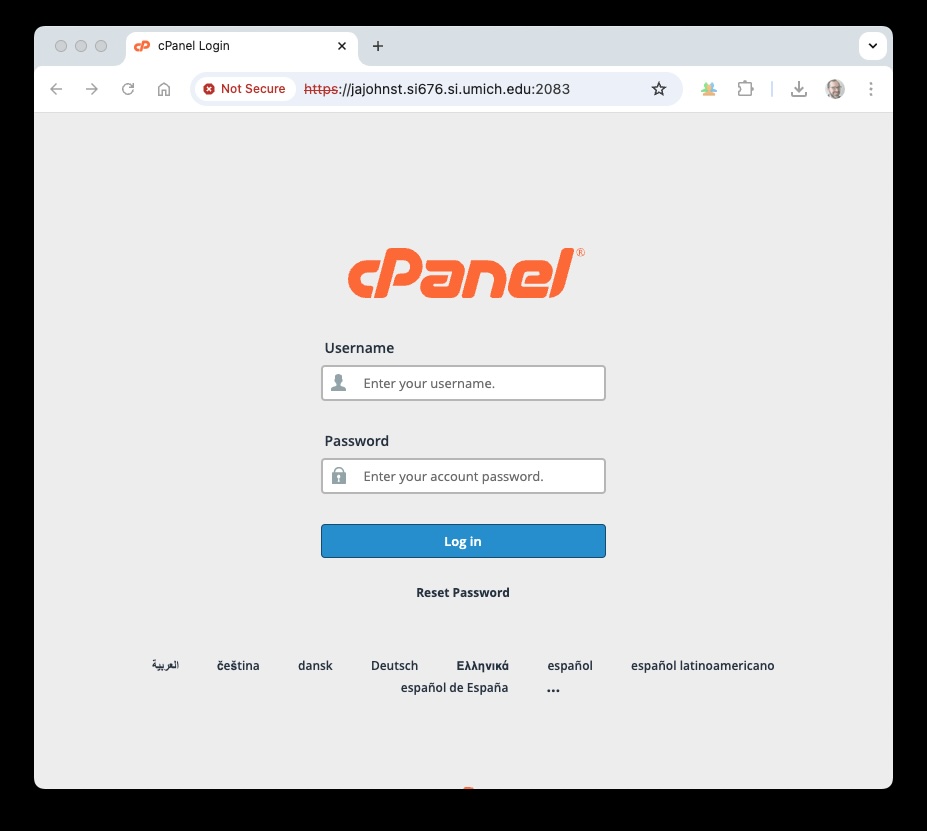 cPanel Login
Not Secure https://jajohnst.si676.si.umich.edu:2083
cPanel®
Username
Enter your username.
Password
Enter your account password.
Log in
Reset Password
العربية čeština dansk Deutsch Ελληνικά español español latinoamericano
español de España ...